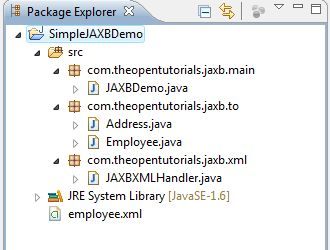 Package Explorer
SimpleJAXBDemo
src
com.theopentutorials.jaxb.main
JAXBDemo.java
com.theopentutorials.jaxb.to
Address.java
Employee.java
com.theopentutorials.jaxb.xml
JAXBXMLHandler.java
JRE System Library [JavaSE-1.6]
employee.xml